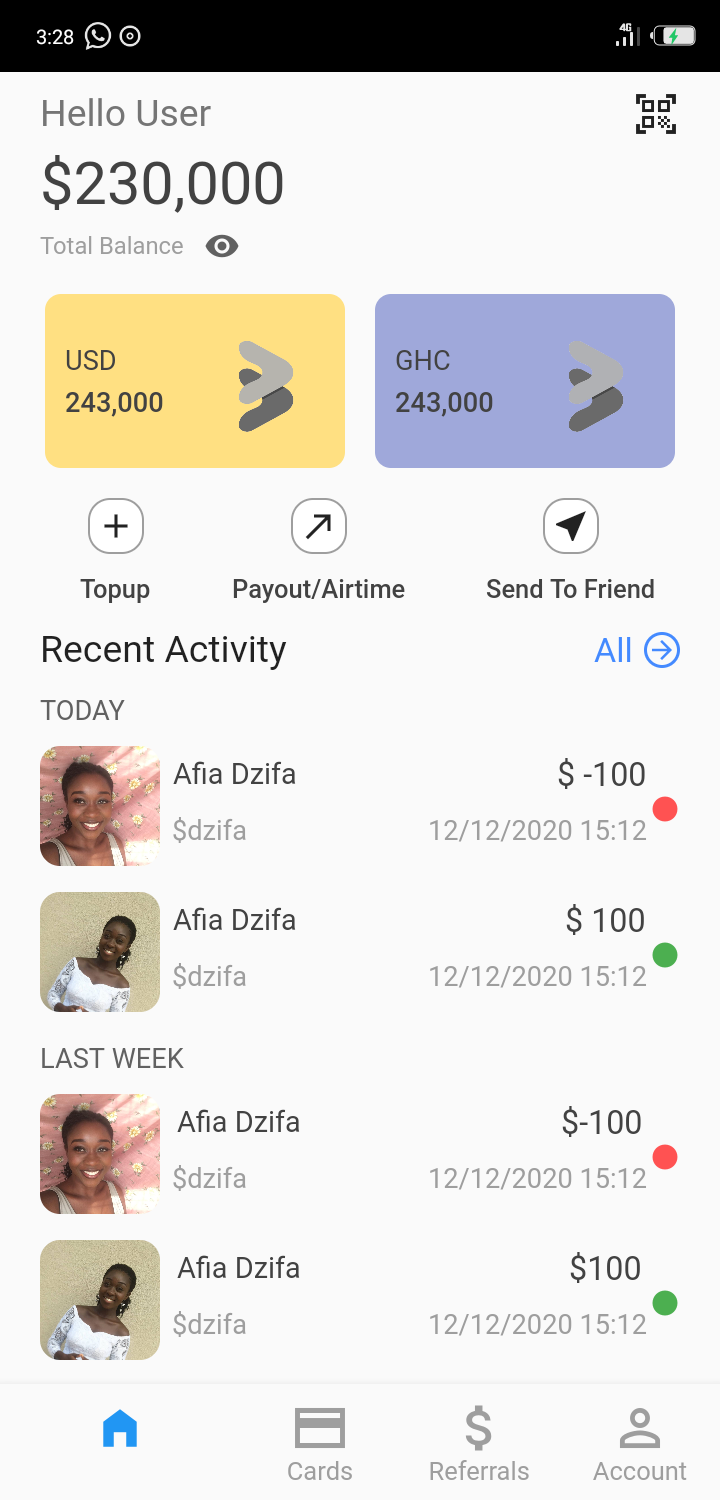 3:28 4G
Hello User
$230,000
Total Balance
USD GHC
243,000 243,000
Topup Payout/Airtime Send To Friend
Recent Activity All
TODAY
Afia Dzifa $ -100
$dzifa 12/12/2020 15:12
Afia Dzifa $ 100
$dzifa 12/12/2020 15:12
LAST WEEK
Afia Dzifa $-100
$dzifa 12/12/2020 15:12
Afia Dzifa $100
$dzifa 12/12/2020 15:12
Cards Referrals Account